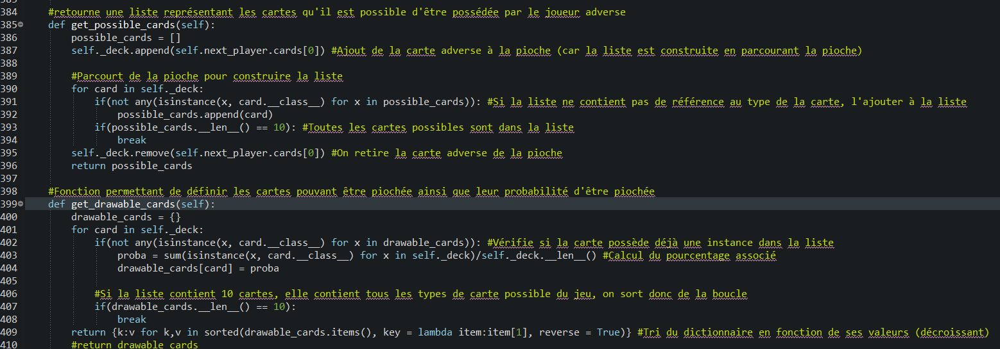 384 #retourne une liste représentant les cartes qu'il est possible d'être possédée par le joueur adverse
385 def get_possible_cards(self):
386 possible_cards = []
387 self._deck.append(self.next_player.cards[0]) #Ajout de la carte adverse à la pioche (car la liste est construite en parcourant la pioche)
388
389 #Parcourt de la pioche pour construire la liste
390 for card in self._deck:
391 if(not any(isinstance(x, card.__class__) for x in possible_cards)): #Si la liste ne contient pas de référence au type de la carte, l'ajouter à la liste
392 possible_cards.append(card)
393 if(possible_cards.__len__() == 10): #Toutes les cartes possibles sont dans la liste
394 break
395 self._deck.remove(self.next_player.cards[0]) #On retire la carte adverse de la pioche
396 return possible_cards
397
398 #Fonction permettant de définir les cartes pouvant être piochée ainsi que leur probabilité d'être piochée
399 def get_drawable_cards(self):
400 drawable_cards = {}
401 for card in self._deck:
402 if(not any(isinstance(x, card.__class__) for x in drawable_cards)): #Vérifie si la carte possède déjà une instance dans la liste
403 proba = sum(isinstance(x, card.__class__) for x in self._deck)/self._deck.__len__() #Calcul du pourcentage associé
404 drawable_cards[card] = proba
405
406 #Si la liste contient 10 cartes, elle contient tous les types de carte possible du jeu, on sort donc de la boucle
407 if(drawable_cards.__len__() == 10):
408 break
409 return {k:v for k,v in sorted(drawable_cards.items(), key = lambda item:item[1], reverse = True)} #Tri du dictionnaire en fonction de ses valeurs (décroissant)
410 #return drawable_cards